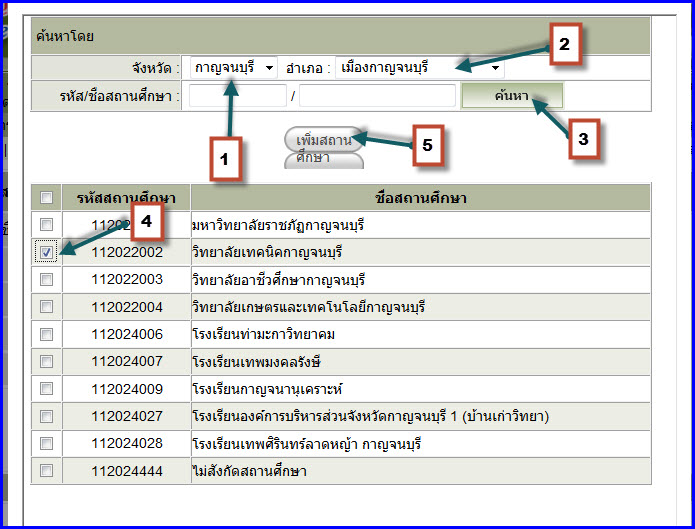 ค้นหาโดย
2
จังหวัด : กาญจนบุรี อำเภอ : เมืองกาญจนบุรี
รหัส/ชื่อสถานศึกษา : / ค้นหา
1
เพิ่มสถานศึกษา
5
3
รหัสสถานศึกษา ชื่อสถานศึกษา
4
มหาวิทยาลัยราชภัฏกาญจนบุรี
112022002 วิทยาลัยเทคนิคกาญจนบุรี
112022003 วิทยาลัยอาชีวศึกษากาญจนบุรี
112022004 วิทยาลัยเกษตรและเทคโนโลยีกาญจนบุรี
112024006 โรงเรียนท่ามะกาวิทยาคม
112024007 โรงเรียนเทพมงคลรังษี
112024009 โรงเรียนกาญจนานุเคราะห์
112024027 โรงเรียนองค์การบริหารส่วนจังหวัดกาญจนบุรี 1 (บ้านเก่าวิทยา)
112024028 โรงเรียนเทพศิรินทร์ลาดหญ้า กาญจนบุรี
112024444 ไม่สังกัดสถานศึกษา